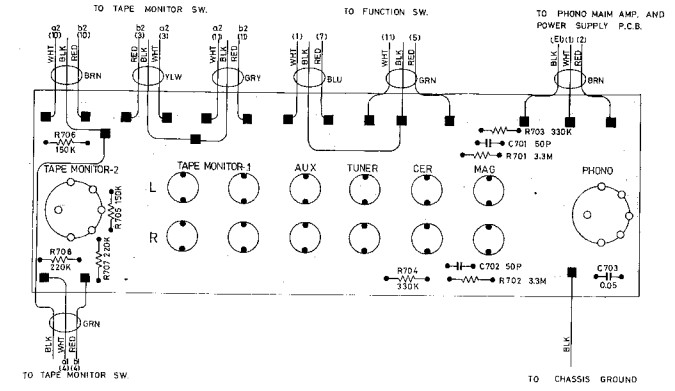 TO TAPE MONITOR SW.
TO FUNCTION SW.
TO PHONO MAIM AMP. AND
POWER SUPPLY P.C.B.
a2 b2 b2 a2 a2 b2
(10) (10) (3) (3) (11) (11) (1) (7) (11) (5) (E) (1) (2)
WHT BLK RED RED BLK WHT WHT BLK RED WHT BLK RED WHT BLK RED BLK WHT RED
BRN YLW GRY BLU GRN BRN
R706
150K
R703 330K
C701 50P
R701 3.3M
TAPE MONITOR-2 TAPE MONITOR-1 AUX TUNER CER MAG PHONO
L
R705 150K
R
R706
220K
R707 220K
C702 50P
R704
330K
R702 3.3M
C703
0.05
GRN
BLK WHT RED
a1 b1
(4) (4)
BLK
TO TAPE MONITOR SW.
TO CHASSIS GROUND